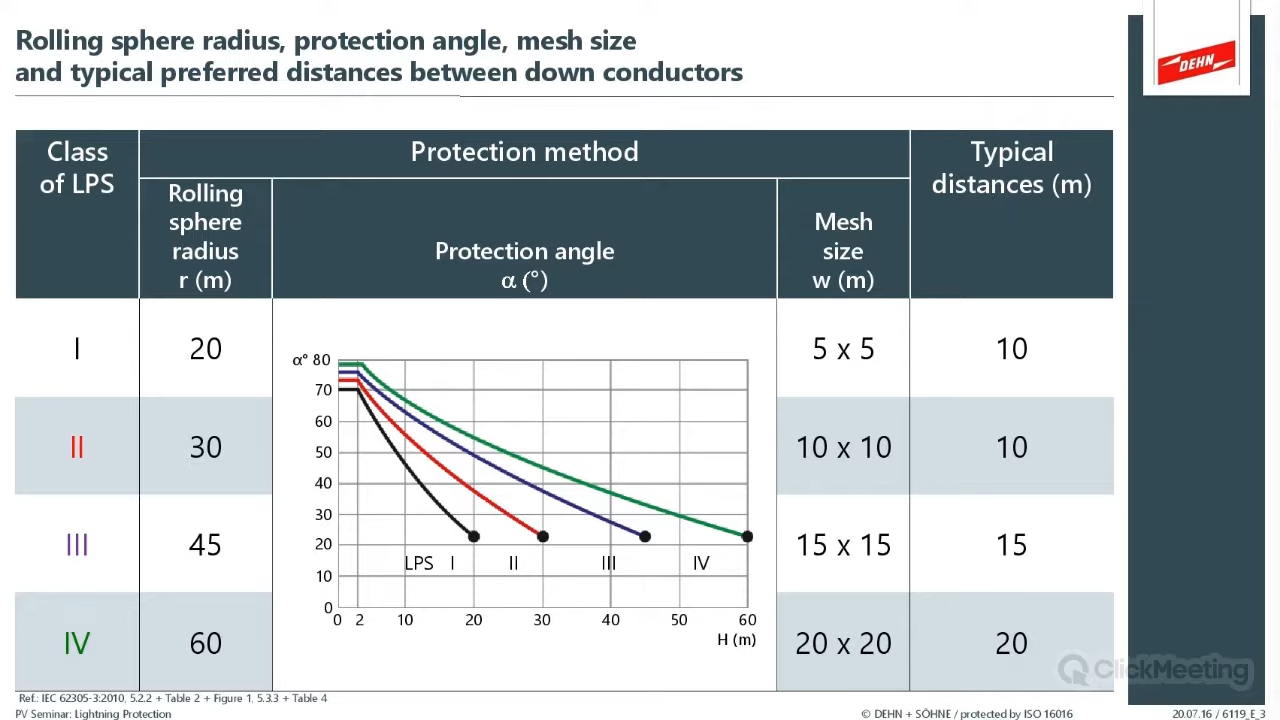 Rolling sphere radius, protection angle, mesh size
and typical preferred distances between down conductors
DEHN
Class
of LPS
Protection method
Typical
distances (m)
Rolling
sphere
radius
r (m)
Protection angle
α (°)
Mesh
size
w (m)
I
20
5 x 5
10
II
30
10 x 10
10
III
45
15 x 15
15
IV
60
20 x 20
20
α° 80
70
60
50
40
30
20
10
0
LPS I II III IV
0 2 10 20 30 40 50 60
H (m)
ClickMeeting
Ref.: IEC 62305-3:2010, 5.2.2 + Table 2 + Figure 1, 5.3.3 + Table 4
PV Seminar: Lightning Protection
© DEHN + SÖHNE / protected by ISO 16016
20.07.16 / 6119_E_3